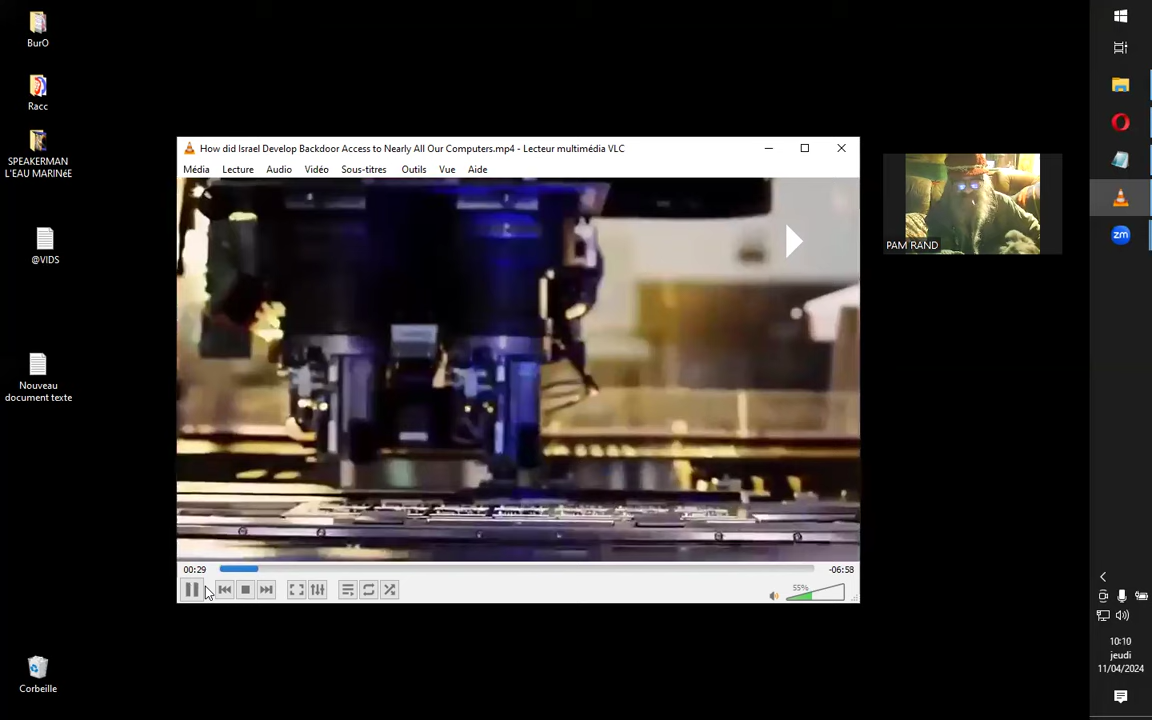 BurO
Racc
SPEAKERMAN
L'EAU MARINéE
@VIDS
Nouveau
document texte
Corbeille
How did Israel Develop Backdoor Access to Nearly All Our Computers.mp4 - Lecteur multimédia VLC
Média Lecture Audio Vidéo Sous-titres Outils Vue Aide
00:29
-06:58
55%
PAM RAND
zm
10:10
jeudi
11/04/2024